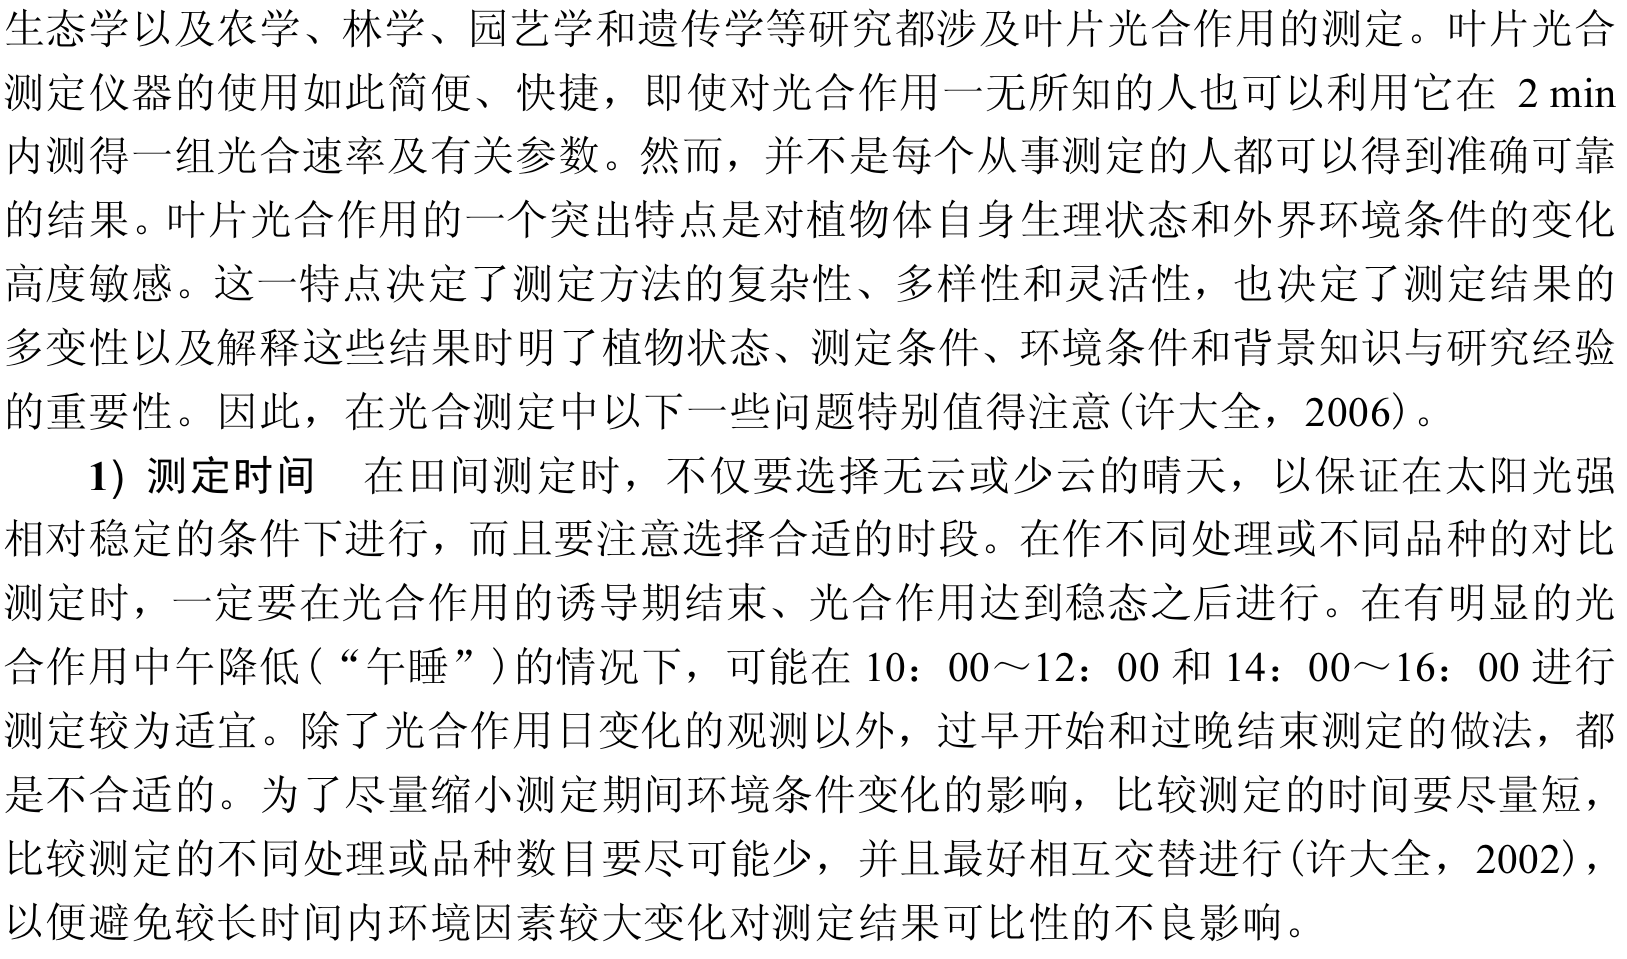 生态学以及农学、林学、园艺学和遗传学等研究都涉及叶片光合作用的测定。叶片光合
测定仪器的使用如此简便、快捷，即使对光合作用一无所知的人也可以利用它在 2 min
内测得一组光合速率及有关参数。然而，并不是每个从事测定的人都可以得到准确可靠
的结果。叶片光合作用的一个突出特点是对植物体自身生理状态和外界环境条件的变化
高度敏感。这一特点决定了测定方法的复杂性、多样性和灵活性，也决定了测定结果的
多变性以及解释这些结果时明了植物状态、测定条件、环境条件和背景知识与研究经验
的重要性。因此，在光合测定中以下一些问题特别值得注意(许大全，2006)。
1) 测定时间 在田间测定时，不仅要选择无云或少云的晴天，以保证在太阳光强
相对稳定的条件下进行，而且要注意选择合适的时段。在作不同处理或不同品种的对比
测定时，一定要在光合作用的诱导期结束、光合作用达到稳态之后进行。在有明显的光
合作用中午降低(“午睡”)的情况下，可能在 10：00～12：00 和 14：00～16：00 进行
测定较为适宜。除了光合作用日变化的观测以外，过早开始和过晚结束测定的做法，都
是不合适的。为了尽量缩小测定期间环境条件变化的影响，比较测定的时间要尽量短，
比较测定的不同处理或品种数目要尽可能少，并且最好相互交替进行(许大全，2002)，
以便避免较长时间内环境因素较大变化对测定结果可比性的不良影响。